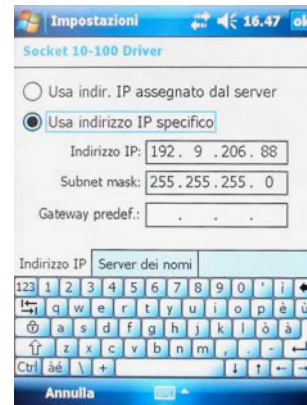 Impostazioni 16.47 ok
Socket 10-100 Driver
Usa indir. IP assegnato dal server
Usa indirizzo IP specifico
Indirizzo IP: 192. 9 .206. 88
Subnet mask: 255.255.255. 0
Gateway predef.: . . .
Indirizzo IP Server dei nomi
123 1 2 3 4 5 6 7 8 9 0 ' ì
q w e r t y u i o p è ù
a s d f g h j k l ò à
z x c v b n m , . -
Ctrl àé \ +
Annulla